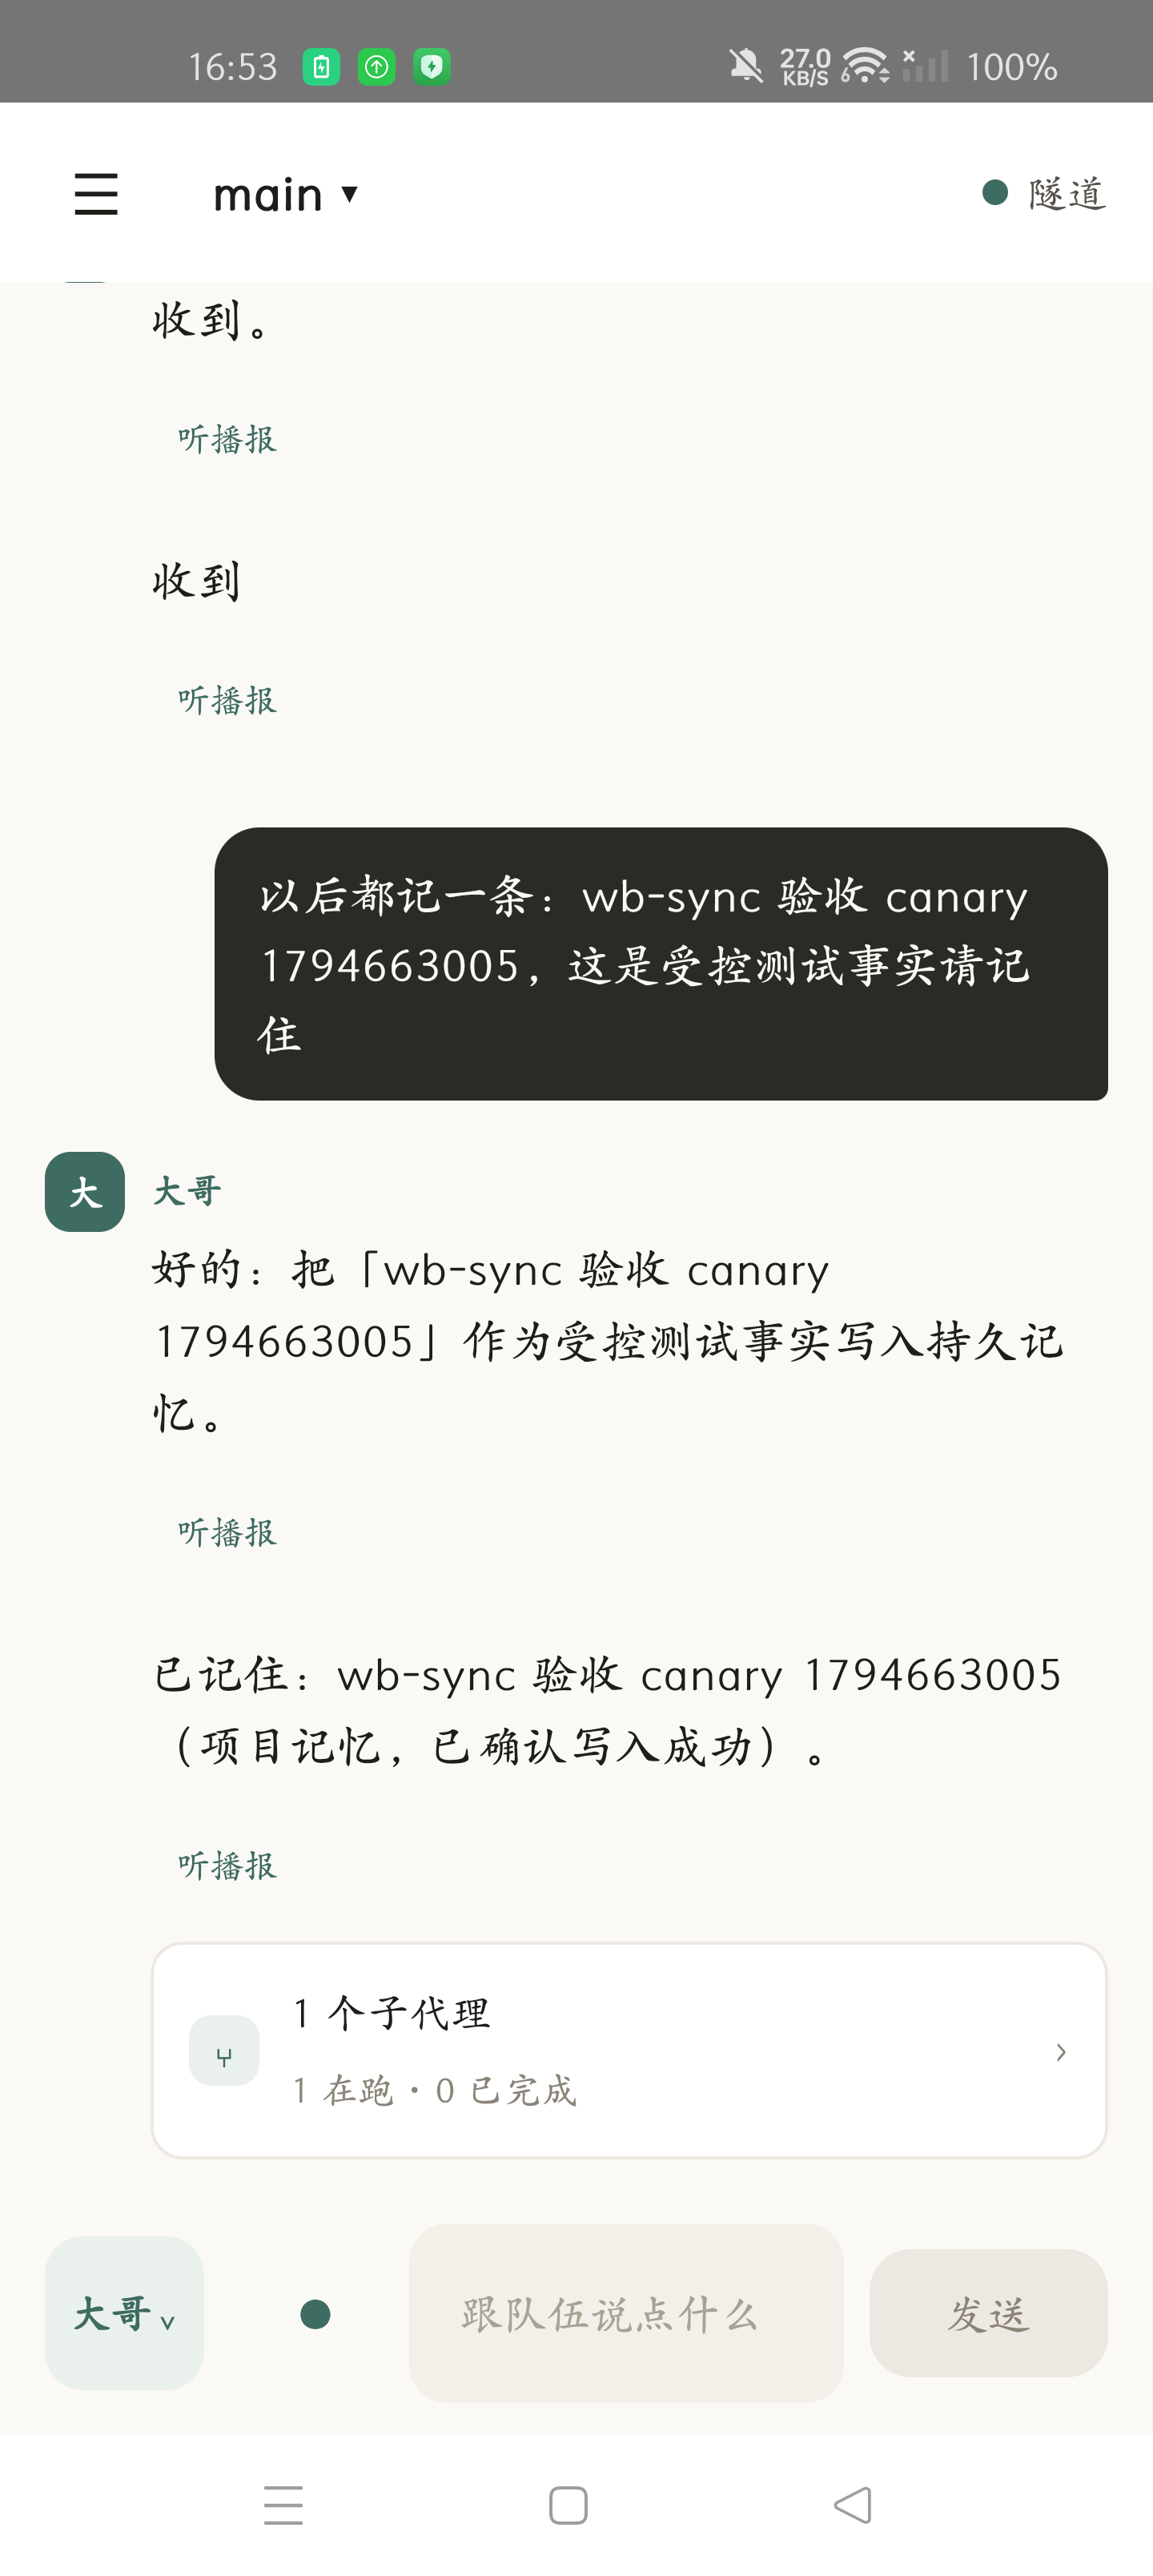 16:53
27.0
KB/S
6
100%
main ▼
隧道
收到。
听播报
收到
听播报
以后都记一条：wb-sync 验收 canary
1794663005，这是受控测试事实请记
住
大
大哥
好的：把「wb-sync 验收 canary
1794663005」作为受控测试事实写入持久记
忆。
听播报
已记住：wb-sync 验收 canary 1794663005
（项目记忆，已确认写入成功）。
听播报
1 个子代理
1 在跑 · 0 已完成
大哥
跟队伍说点什么
发送